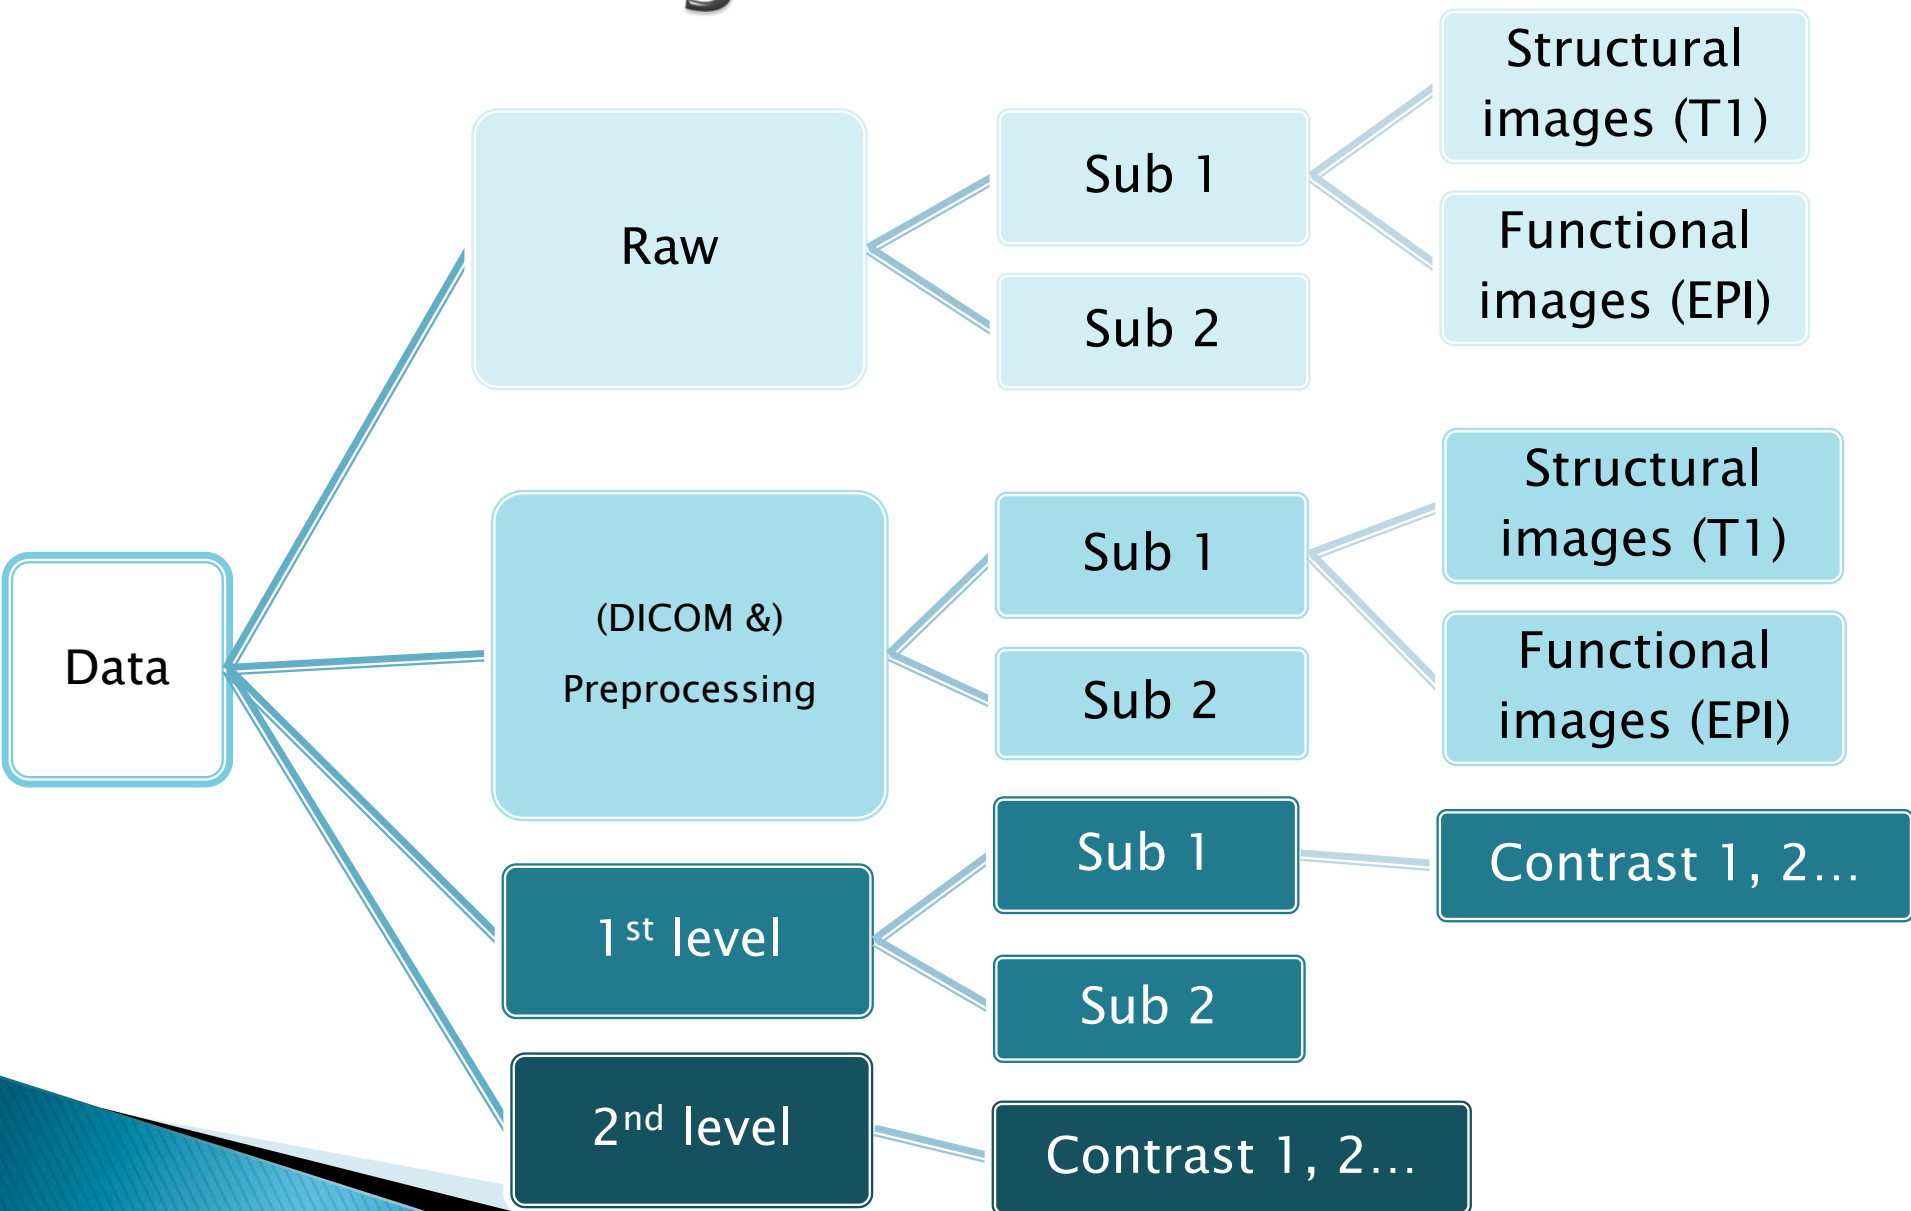 Data
Raw
Sub 1
Structural
images (T1)
Functional
images (EPI)
Sub 2
(DICOM &)
Preprocessing
Sub 1
Structural
images (T1)
Functional
images (EPI)
Sub 2
1st level
Sub 1
Contrast 1, 2...
Sub 2
2nd level
Contrast 1, 2...